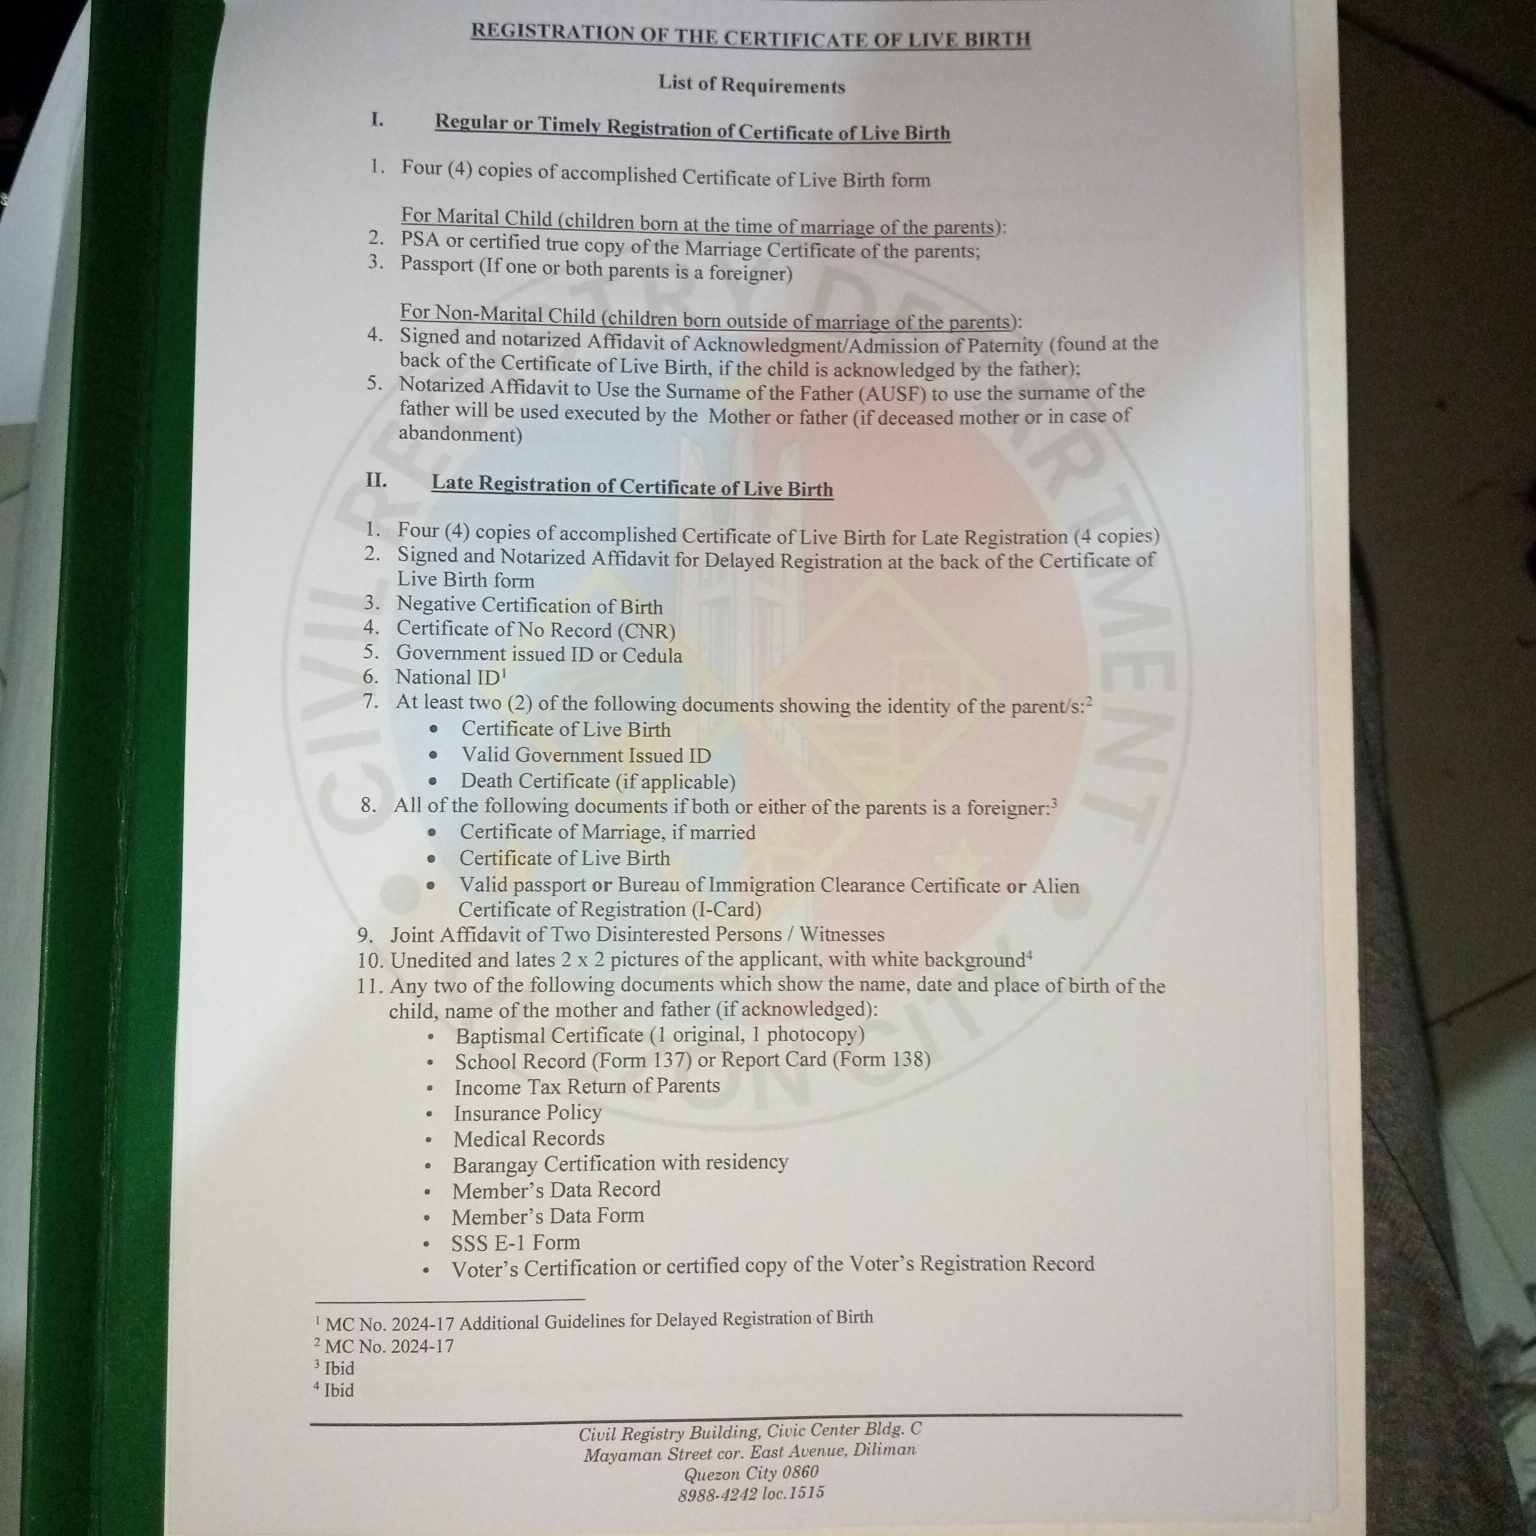 REGISTRATION OF THE CERTIFICATE OF LIVE BIRTH
List of Requirements
I. Regular or Timely Registration of Certificate of Live Birth
1. Four (4) copies of accomplished Certificate of Live Birth form
For Marital Child (children born at the time of marriage of the parents):
2. PSA or certified true copy of the Marriage Certificate of the parents;
3. Passport (If one or both parents is a foreigner)
For Non-Marital Child (children born outside of marriage of the parents):
4. Signed and notarized Affidavit of Acknowledgment/Admission of Paternity (found at the
back of the Certificate of Live Birth, if the child is acknowledged by the father);
5. Notarized Affidavit to Use the Surname of the Father (AUSF) to use the surname of the
father will be used executed by the Mother or father (if deceased mother or in case of
abandonment)
II. Late Registration of Certificate of Live Birth
1. Four (4) copies of accomplished Certificate of Live Birth for Late Registration (4 copies)
2. Signed and Notarized Affidavit for Delayed Registration at the back of the Certificate of
Live Birth form
3. Negative Certification of Birth
4. Certificate of No Record (CNR)
5. Government issued ID or Cedula
6. National ID¹
7. At least two (2) of the following documents showing the identity of the parent/s:²
• Certificate of Live Birth
• Valid Government Issued ID
• Death Certificate (if applicable)
8. All of the following documents if both or either of the parents is a foreigner:³
• Certificate of Marriage, if married
• Certificate of Live Birth
• Valid passport or Bureau of Immigration Clearance Certificate or Alien
Certificate of Registration (I-Card)
9. Joint Affidavit of Two Disinterested Persons / Witnesses
10. Unedited and lates 2 x 2 pictures of the applicant, with white background⁴
11. Any two of the following documents which show the name, date and place of birth of the
child, name of the mother and father (if acknowledged):
• Baptismal Certificate (1 original, 1 photocopy)
• School Record (Form 137) or Report Card (Form 138)
• Income Tax Return of Parents
• Insurance Policy
• Medical Records
• Barangay Certification with residency
• Member's Data Record
• Member's Data Form
• SSS E-1 Form
• Voter's Certification or certified copy of the Voter's Registration Record
¹ MC No. 2024-17 Additional Guidelines for Delayed Registration of Birth
² MC No. 2024-17
³ Ibid
⁴ Ibid
Civil Registry Building, Civic Center Bldg. C
Mayaman Street cor. East Avenue, Diliman
Quezon City 0860
8988-4242 loc.1515
CIVIL REGISTRY DEPARTMENT
QUEZON CITY